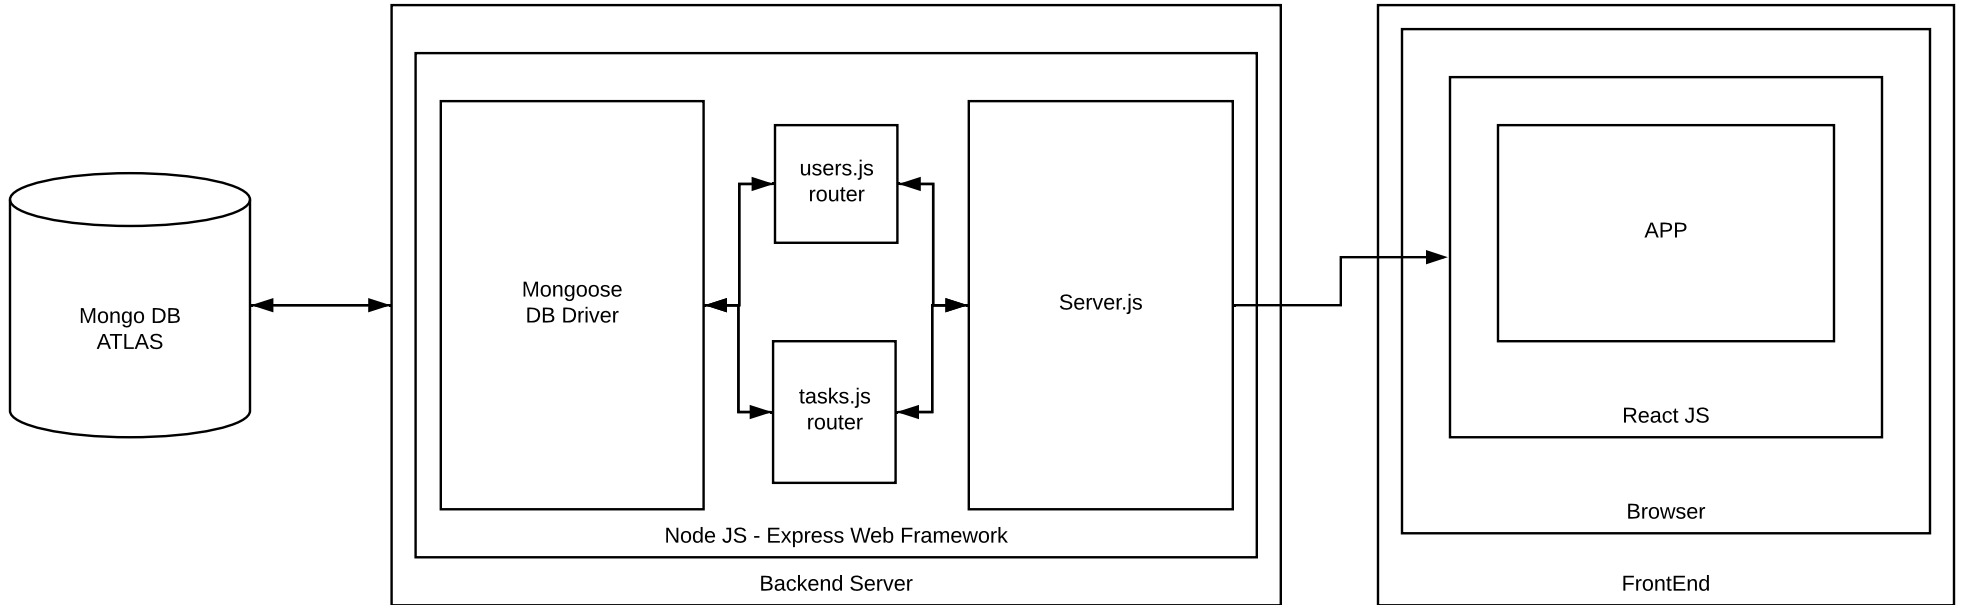 Mongo DB
ATLAS
Mongoose
DB Driver
users.js
router
tasks.js
router
Server.js
Node JS - Express Web Framework
Backend Server
APP
React JS
Browser
FrontEnd